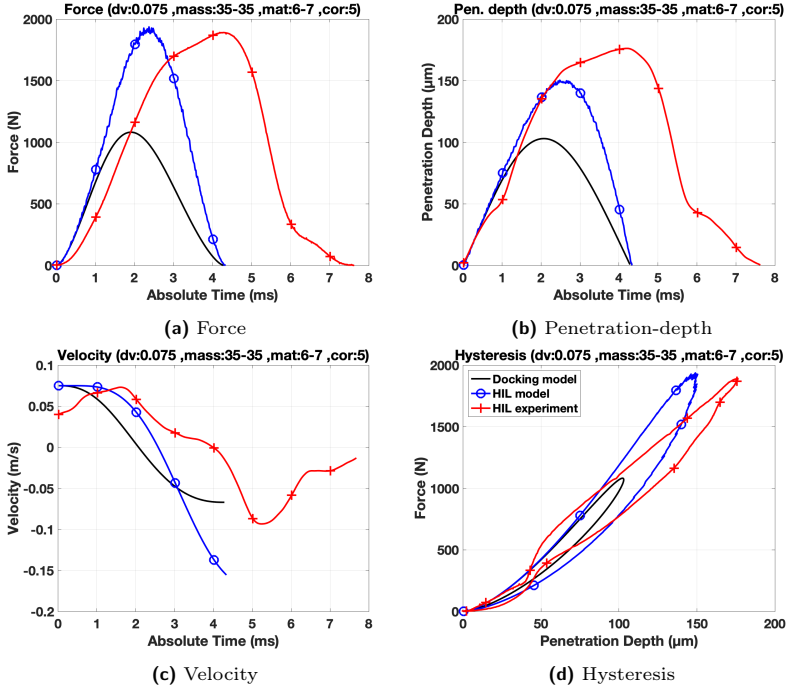 Force (dv:0.075 ,mass:35-35 ,mat:6-7 ,cor:5)
2000
1500
1000
500
0
Force (N)
0 1 2 3 4 5 6 7 8
Absolute Time (ms)
(a) Force
Pen. depth (dv:0.075 ,mass:35-35 ,mat:6-7 ,cor:5)
200
150
100
50
0
Penetration Depth (µm)
0 1 2 3 4 5 6 7 8
Absolute Time (ms)
(b) Penetration-depth
Velocity (dv:0.075 ,mass:35-35 ,mat:6-7 ,cor:5)
0.1
0.05
0
-0.05
-0.1
-0.15
-0.2
Velocity (m/s)
0 1 2 3 4 5 6 7 8
Absolute Time (ms)
(c) Velocity
Hysteresis (dv:0.075 ,mass:35-35 ,mat:6-7 ,cor:5)
Docking model
HIL model
HIL experiment
2000
1500
1000
500
0
Force (N)
0 50 100 150 200
Penetration Depth (µm)
(d) Hysteresis